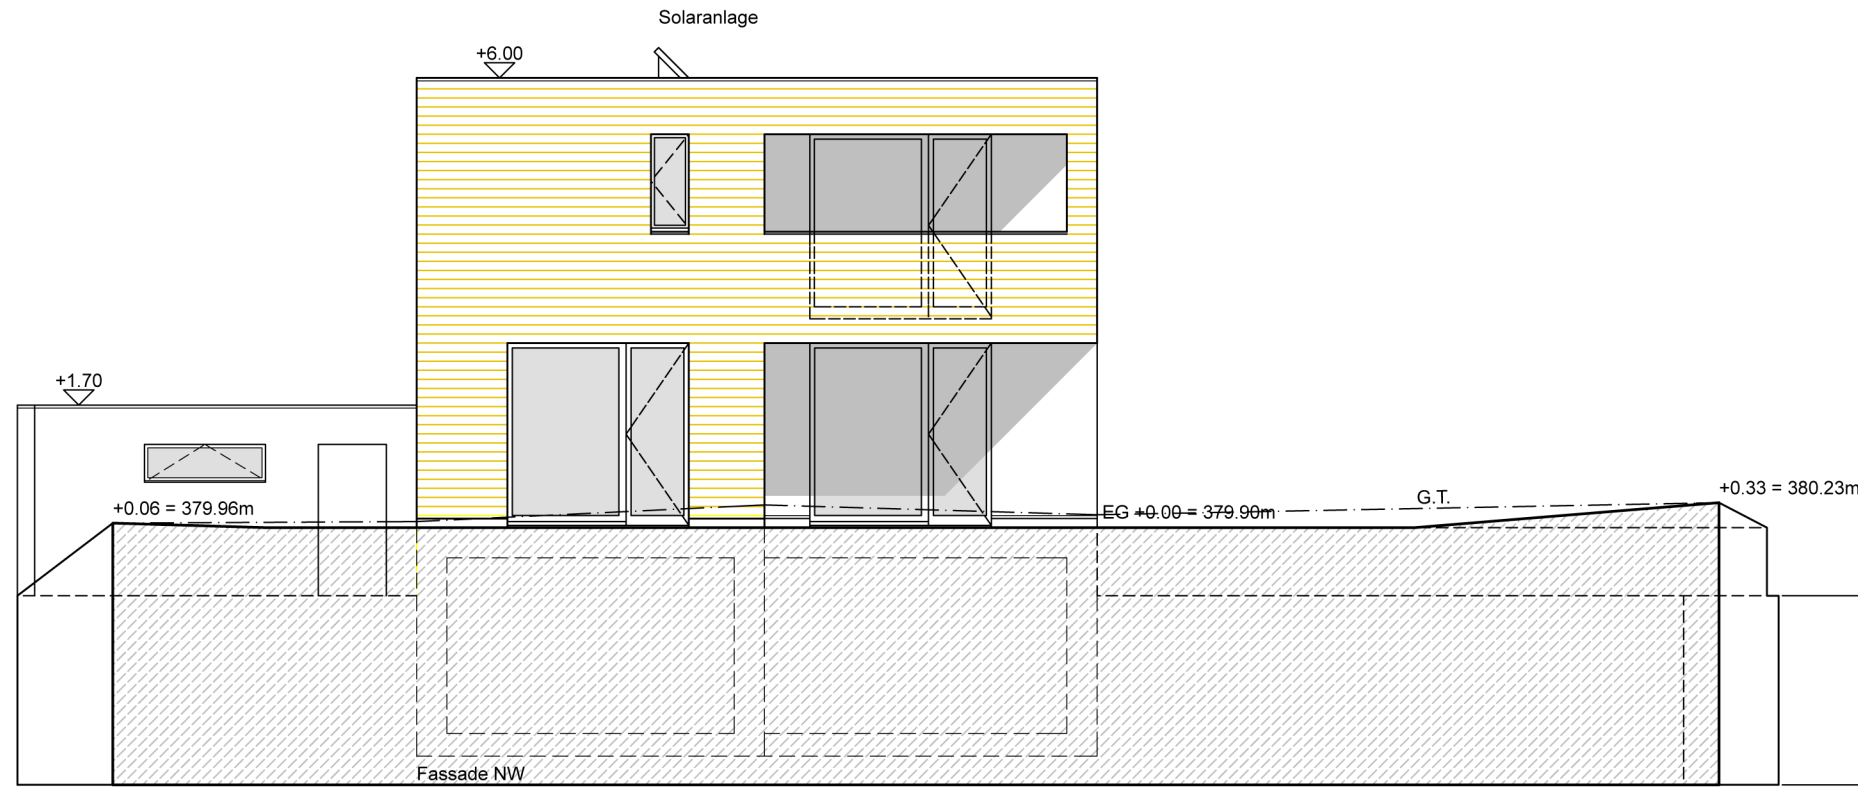 Solaranlage
+6.00
+1.70
+0.06 = 379.96m
EG +0.00 = 379.90m
G.T.
+0.33 = 380.23m
Fassade NW